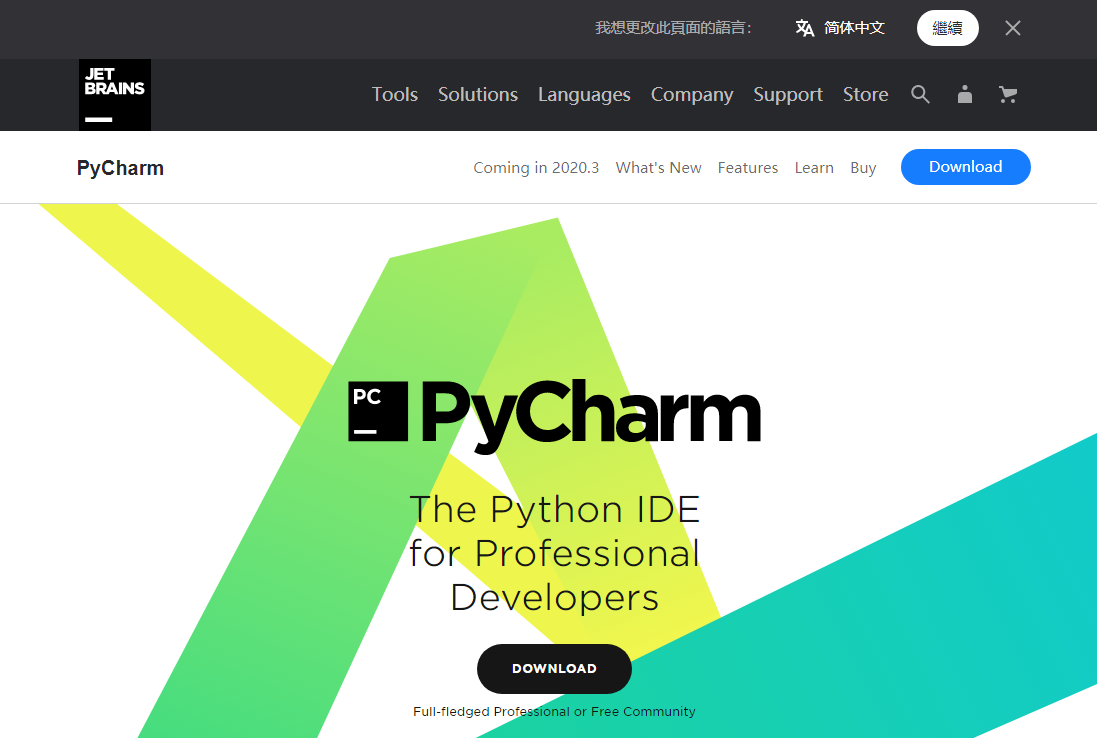 我想更改此頁面的語言： 简体中文 繼續
JET
BRAINS
Tools Solutions Languages Company Support Store
PyCharm Coming in 2020.3 What's New Features Learn Buy Download
PC PyCharm
The Python IDE
for Professional
Developers
DOWNLOAD
Full-fledged Professional or Free Community